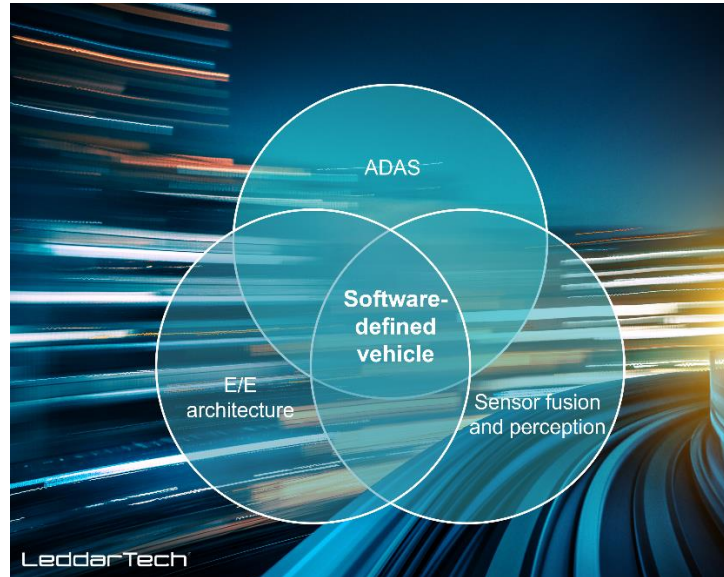 ADAS
Software-
defined
vehicle
E/E
architecture
Sensor fusion
and perception
LeddarTech